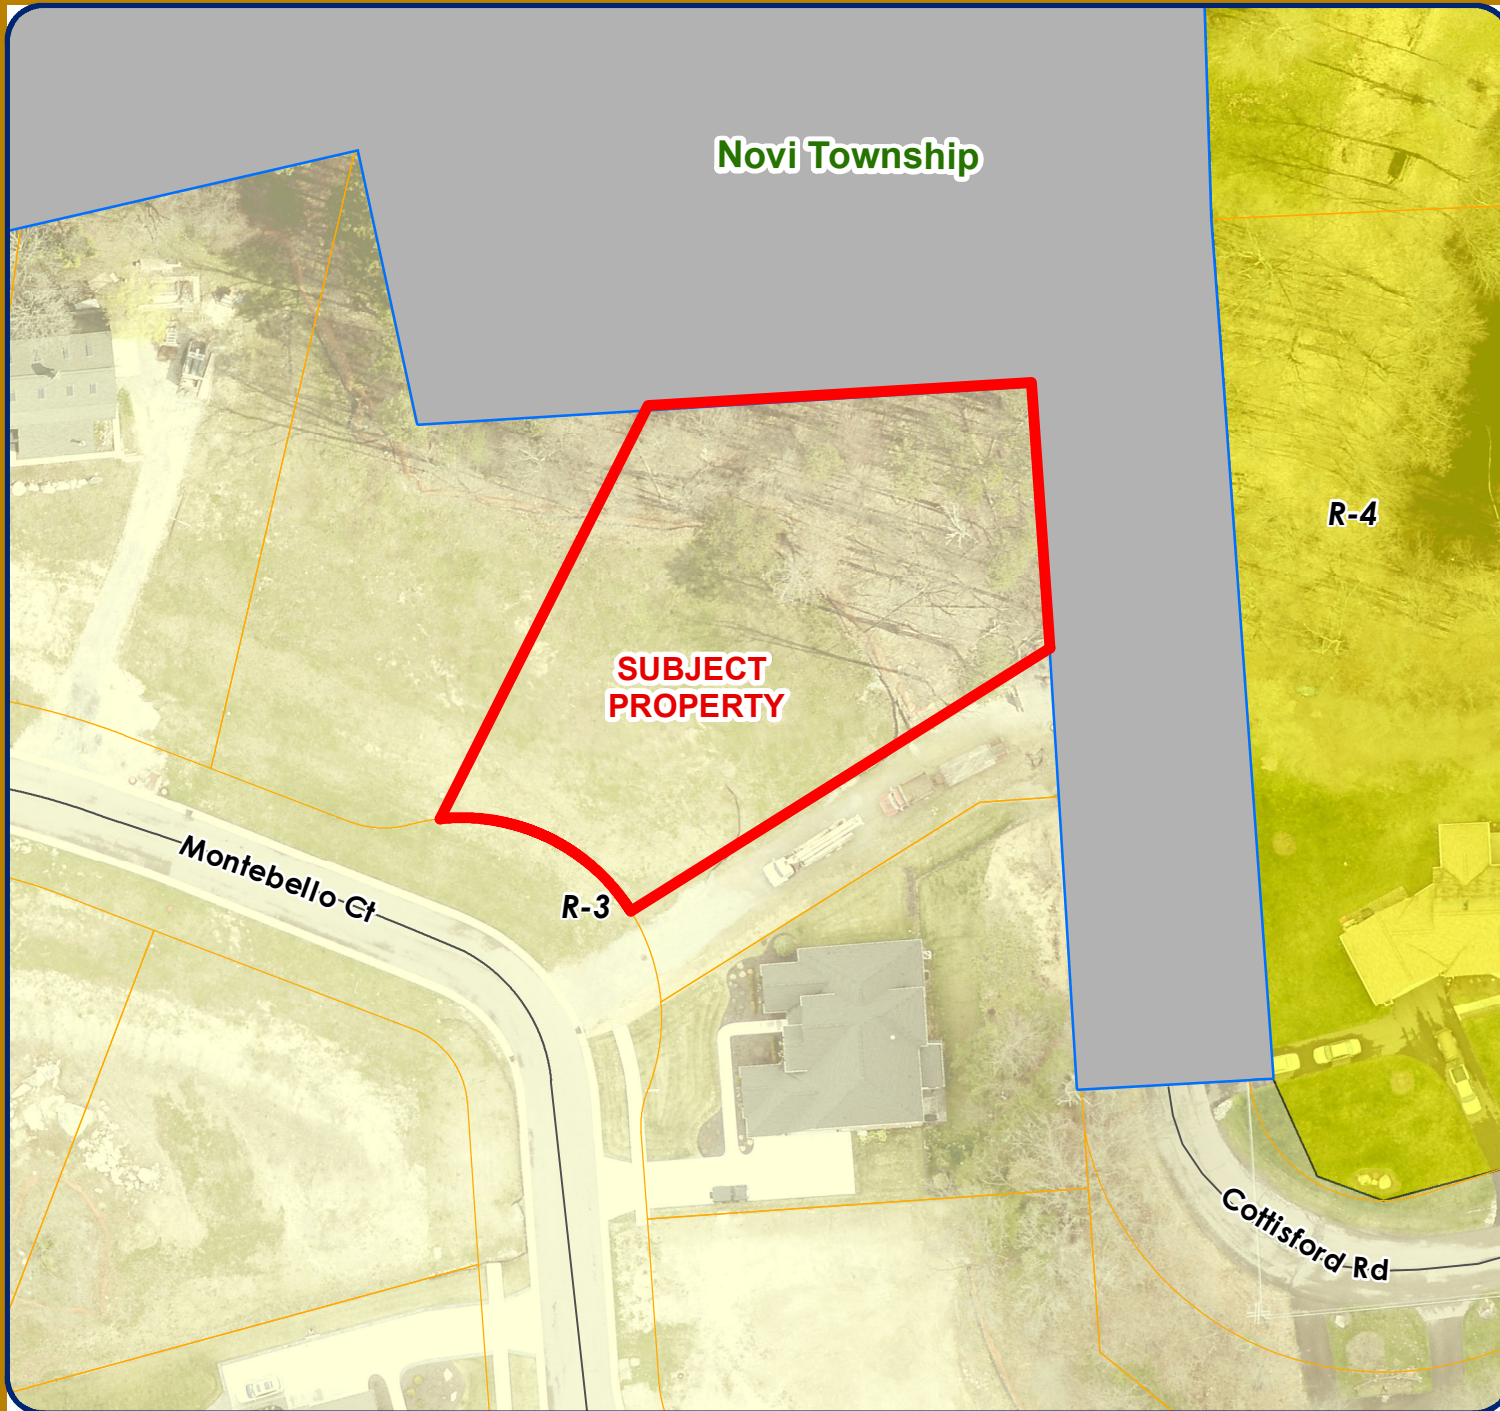 Novi Township
R-4
SUBJECT
PROPERTY
Montebello Ct
R-3
Cottisford Rd